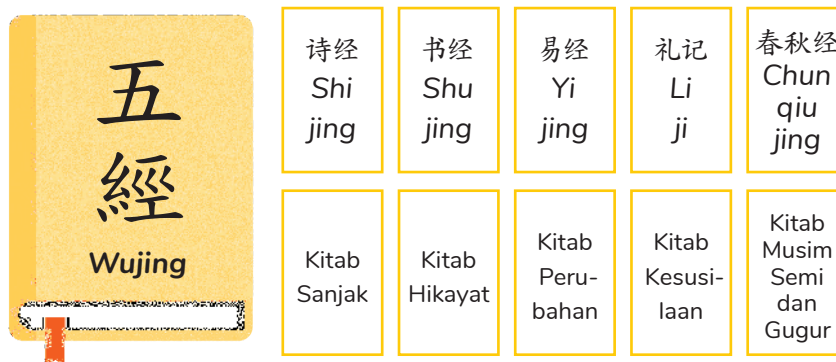 五
經
Wujing
诗经
Shi
jing
书经
Shu
jing
易经
Yi
jing
礼记
Li
ji
春秋经
Chun
qiu
jing
Kitab
Sanjak
Kitab
Hikayat
Kitab
Peru-
bahan
Kitab
Kesusi-
laan
Kitab
Musim
Semi
dan
Gugur